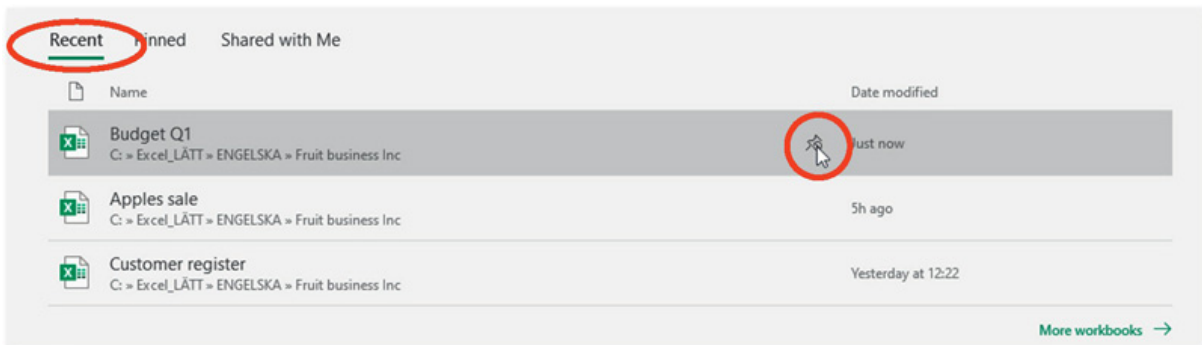 Recent Pinned Shared with Me
Name Date modified
Budget Q1
C: » Excel_LÄTT » ENGELSKA » Fruit business Inc
Just now
Apples sale
C: » Excel_LÄTT » ENGELSKA » Fruit business Inc
5h ago
Customer register
C: » Excel_LÄTT » ENGELSKA » Fruit business Inc
Yesterday at 12:22
More workbooks →